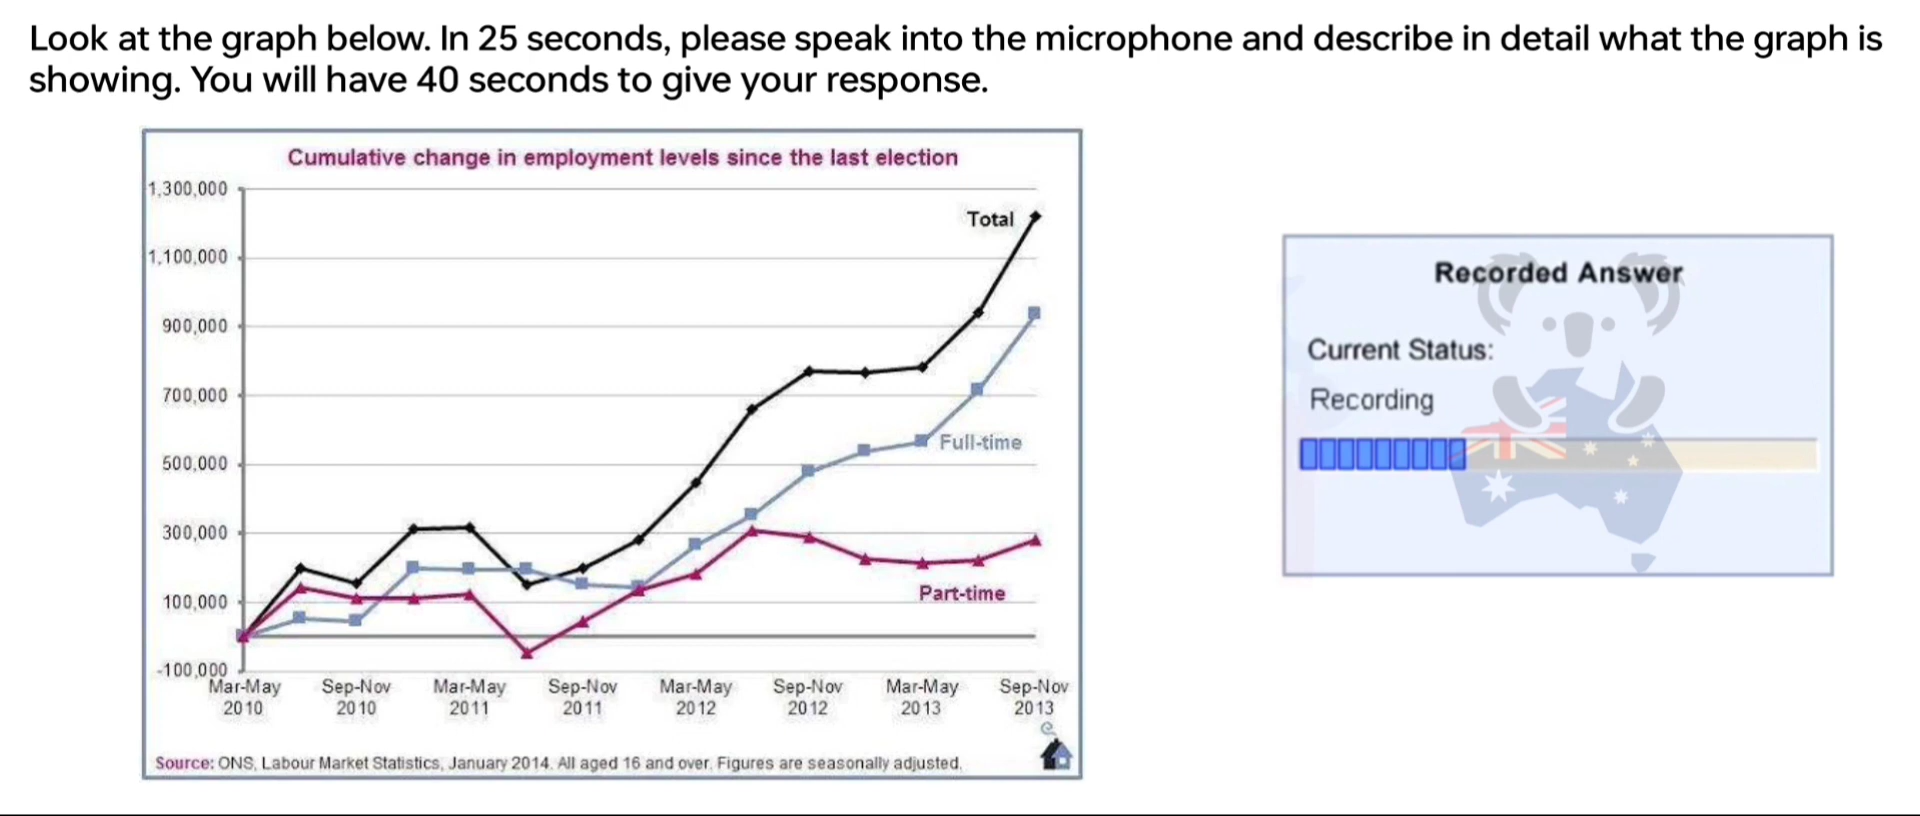 Look at the graph below. In 25 seconds, please speak into the microphone and describe in detail what the graph is
showing. You will have 40 seconds to give your response.
Cumulative change in employment levels since the last election
1,300,000
Total
1,100,000
900,000
700,000
Full-time
500,000
300,000
Part-time
100,000
-100,000
Mar-May Sep-Nov Mar-May Sep-Nov Mar-May Sep-Nov Mar-May Sep-Nov
2010 2010 2011 2011 2012 2012 2013 2013
Source: ONS, Labour Market Statistics, January 2014. All aged 16 and over. Figures are seasonally adjusted.
Recorded Answer
Current Status:
Recording